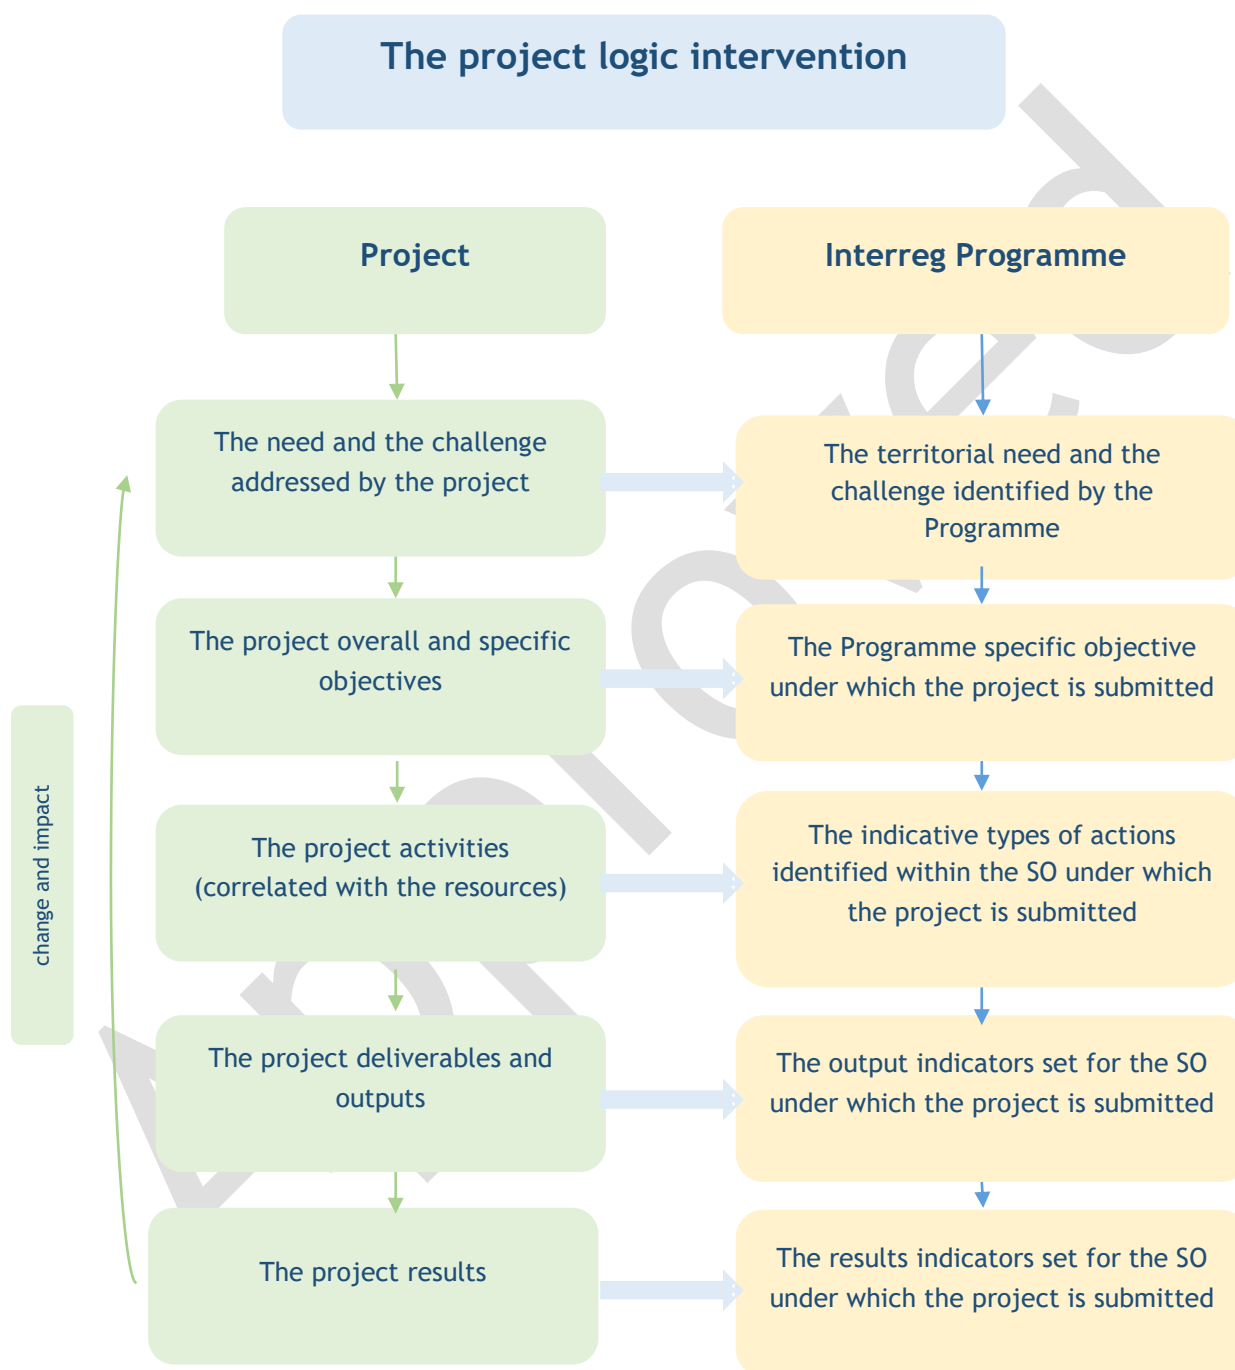 The project logic intervention
Project
Interreg Programme
The need and the challenge
addressed by the project
The territorial need and the
challenge identified by the
Programme
The project overall and specific
objectives
The Programme specific objective
under which the project is submitted
The project activities
(correlated with the resources)
The indicative types of actions
identified within the SO under which
the project is submitted
change and impact
The project deliverables and
outputs
The output indicators set for the SO
under which the project is submitted
The project results
The results indicators set for the SO
under which the project is submitted
Approved